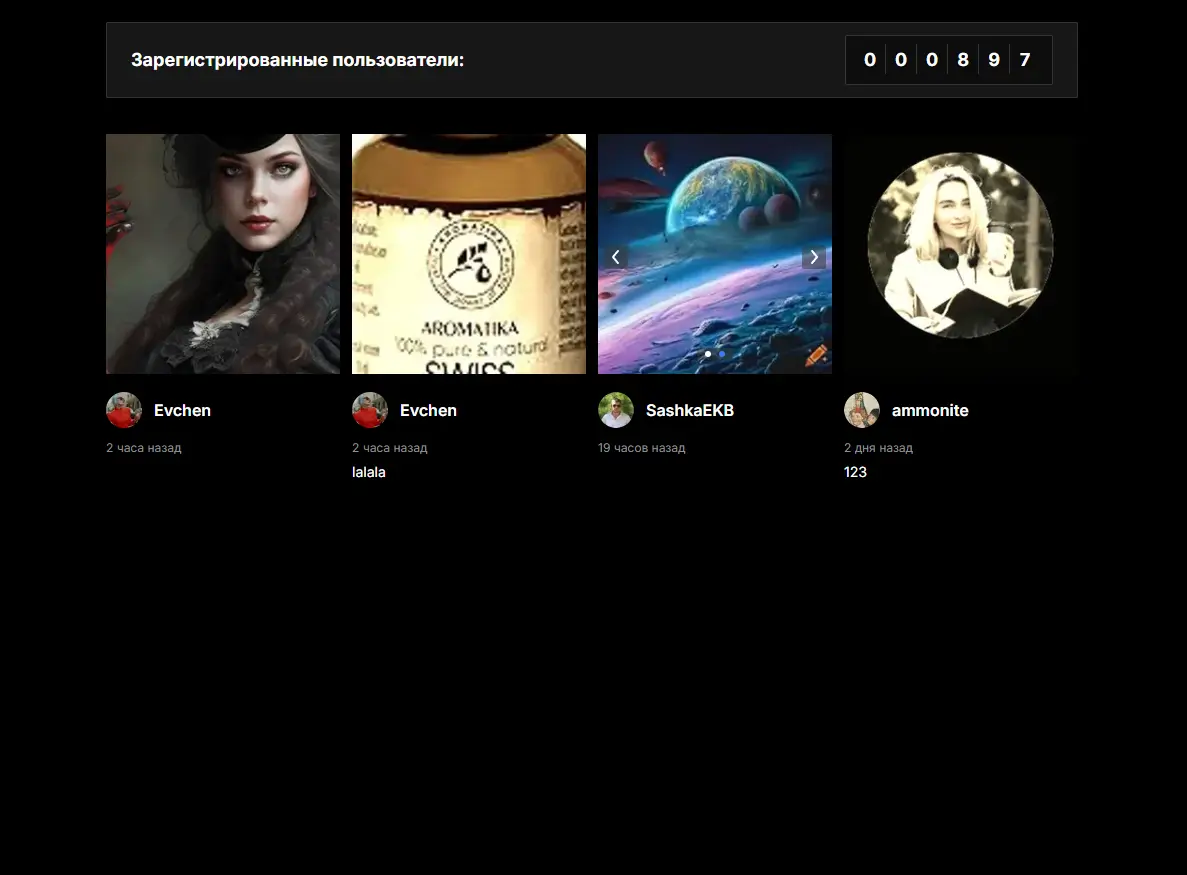 Зарегистрированные пользователи:
0 0 0 8 9 7
AROMATIKA
AROMATIKA
100% pure & natural
SWISS
Evchen
Evchen
SashkaEKB
ammonite
2 часа назад
2 часа назад
19 часов назад
2 дня назад
lalala
123